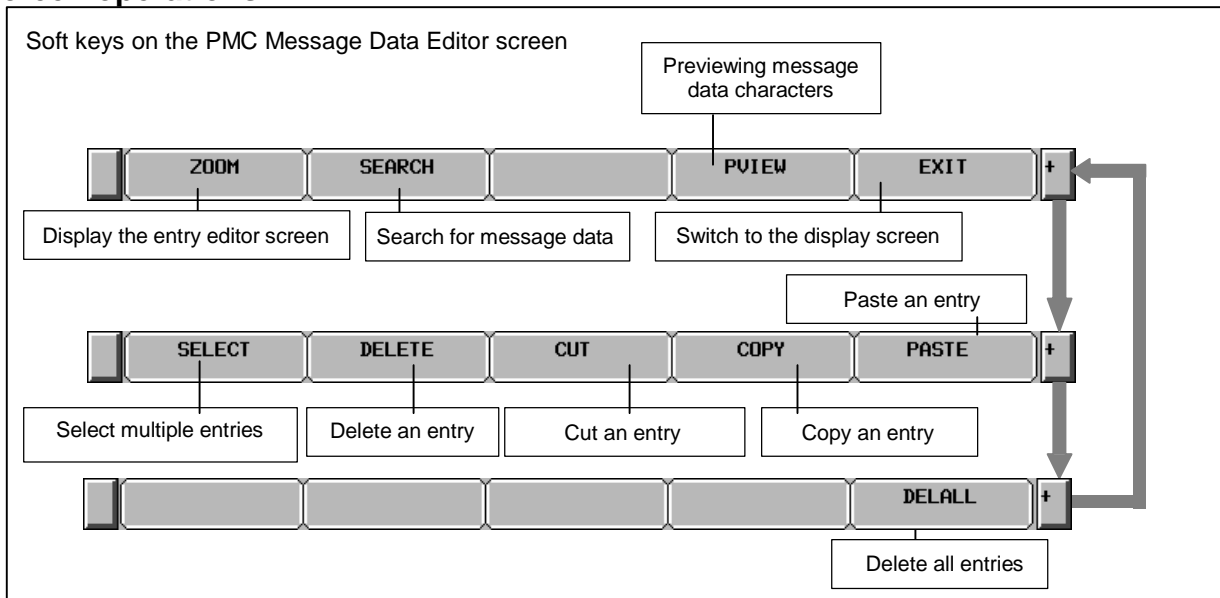 Soft keys on the PMC Message Data Editor screen
Previewing message
data characters
ZOOM SEARCH PVIEW EXIT +
Display the entry editor screen Search for message data Switch to the display screen
Paste an entry
SELECT DELETE CUT COPY PASTE +
Select multiple entries Delete an entry Cut an entry Copy an entry
DELALL +
Delete all entries